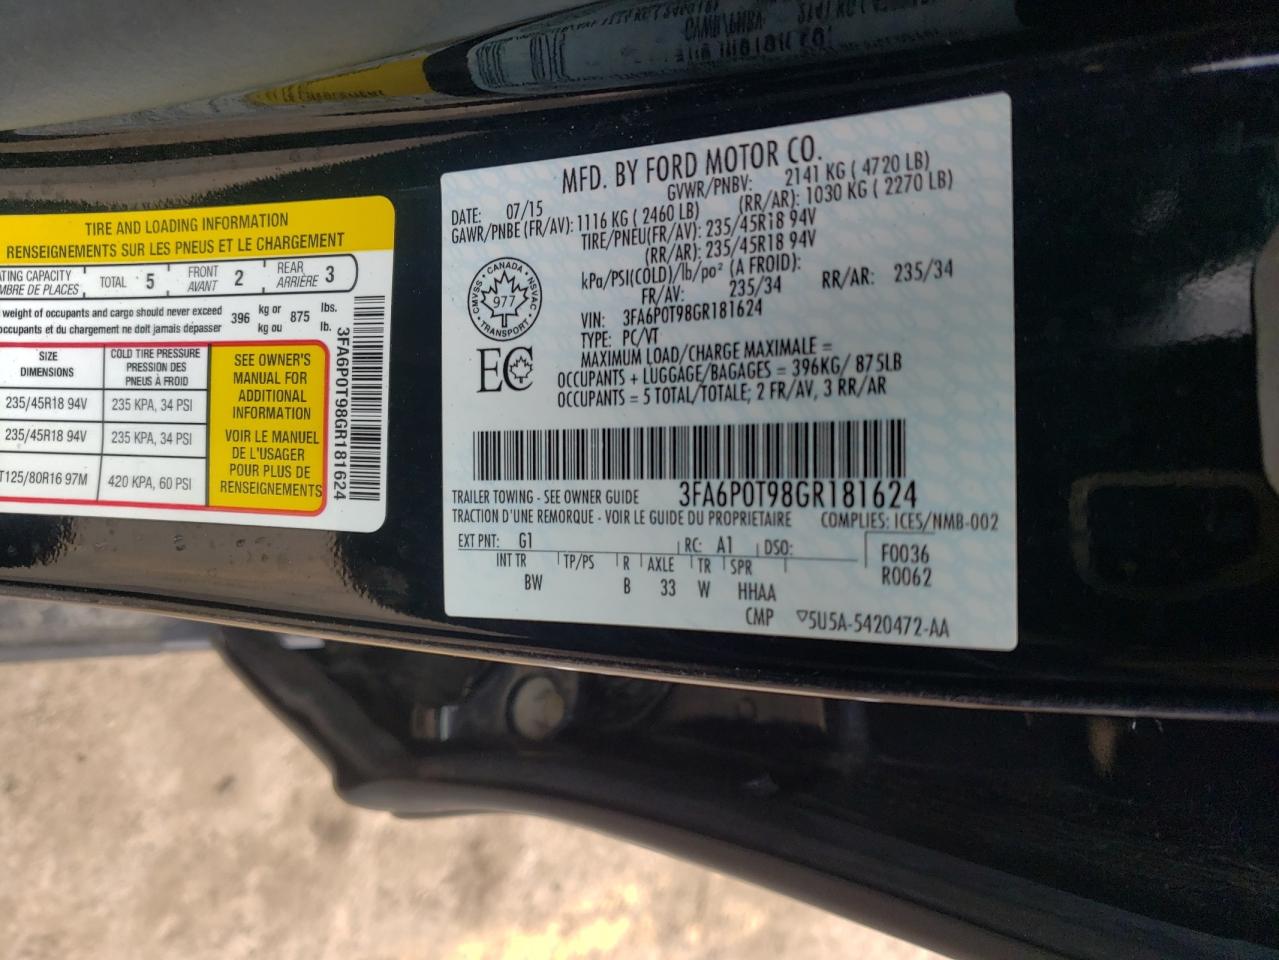 TIRE AND LOADING INFORMATION
RENSEIGNEMENTS SUR LES PNEUS ET LE CHARGEMENT
TOTAL 5 FRONT AVANT 2 REAR ARRIÈRE 3
DE PLACES
weight of occupants and cargo should never exceed 396 kg or 875 lbs.
occupants et du chargement ne doit jamais dépasser kg ou lb.
SIZE DIMENSIONS
COLD TIRE PRESSURE PRESSION DES PNEUS À FROID
235/45R18 94V 235 KPA, 34 PSI
235/45R18 94V 235 KPA, 34 PSI
T125/80R16 97M 420 KPA, 60 PSI
SEE OWNER'S
MANUAL FOR
ADDITIONAL
INFORMATION
VOIR LE MANUEL
DE L'USAGER
POUR PLUS DE
RENSEIGNEMENTS
3FA6P0T98GR181624
MFD. BY FORD MOTOR CO.
DATE: 07/15 GVWR/PNBV: 2141 KG ( 4720 LB)
GAWR/PNBE (FR/AV): 1116 KG ( 2460 LB) (RR/AR): 1030 KG ( 2270 LB)
TIRE/PNEU(FR/AV): 235/45R18 94V
(RR/AR): 235/45R18 94V
kPa/PSI(COLD)/lb/po² (A FROID):
FR/AV: 235/34 RR/AR: 235/34
VIN: 3FA6P0T98GR181624
TYPE: PC/VT
MAXIMUM LOAD/CHARGE MAXIMALE =
OCCUPANTS + LUGGAGE/BAGAGES = 396KG/ 875LB
OCCUPANTS = 5 TOTAL/TOTALE; 2 FR/AV, 3 RR/AR
CANADA
CMVSS 977 NSVAC
TRANSPORT
EC
3FA6P0T98GR181624
TRAILER TOWING - SEE OWNER GUIDE
TRACTION D'UNE REMORQUE - VOIR LE GUIDE DU PROPRIETAIRE COMPLIES: ICES/NMB-002
EXT PNT: G1 RC: A1 DSO: F0036
INT TR TP/PS R AXLE TR SPR R0062
BW B 33 W HHAA
CMP ▽5U5A-5420472-AA